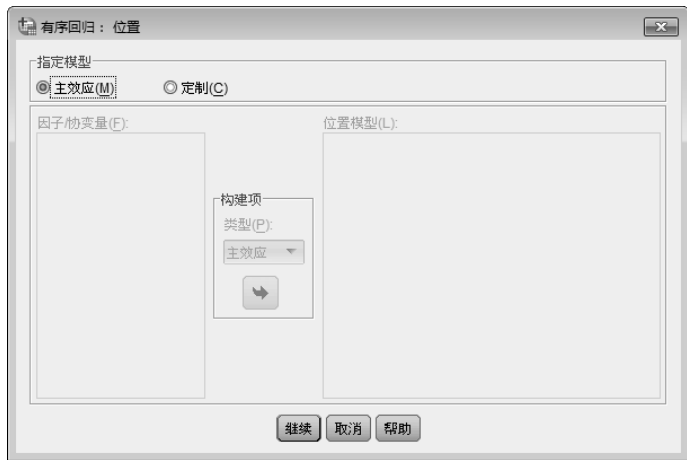 有序回归： 位置
指定模型
主效应(M) 定制(C)
因子/协变量(F): 位置模型(L):
构建项
类型(P):
主效应
继续 取消 帮助